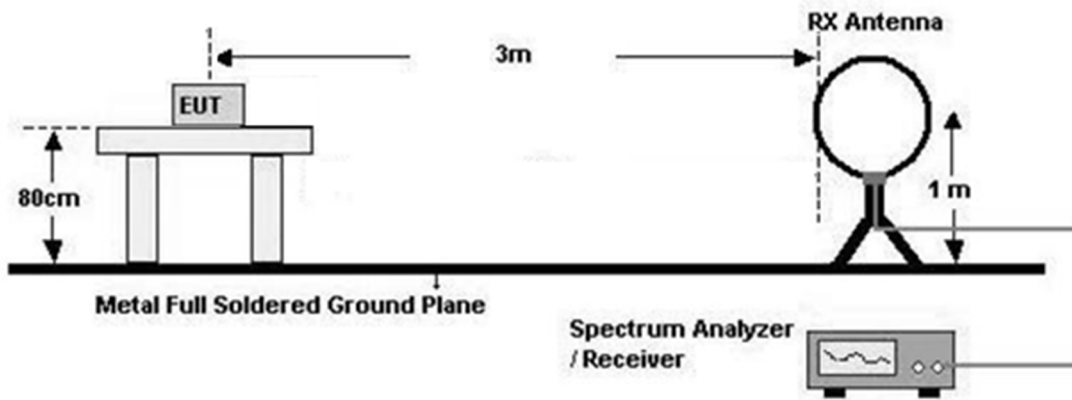 RX Antenna
3m
EUT
80cm
1 m
Metal Full Soldered Ground Plane
Spectrum Analyzer
/ Receiver